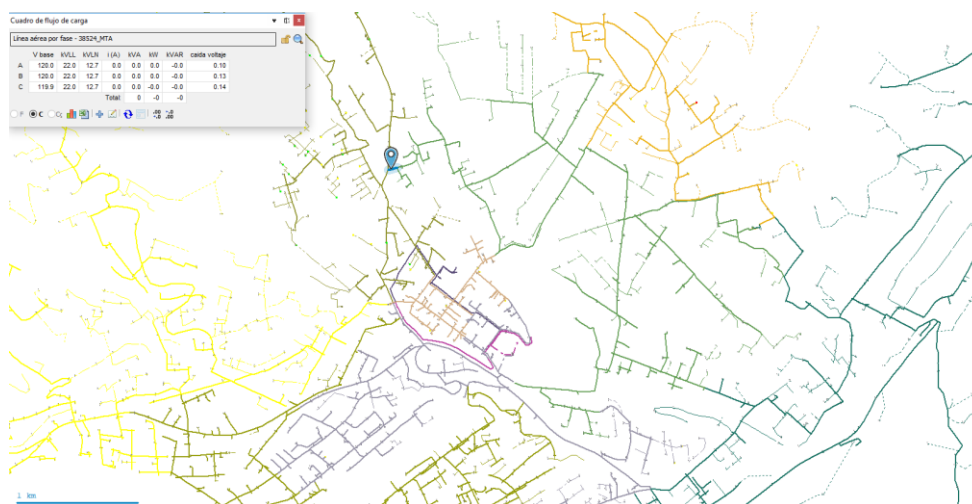 Cuadro de flujo de carga
Línea aérea por fase - 38524_MTA
V base kVLL kVLN i (A) kVA kW kVAR caida voltaje
A 120.0 22.0 12.7 0.0 0.0 0.0 -0.0 0.10
B 120.0 22.0 12.7 0.0 0.0 0.0 -0.0 0.13
C 119.9 22.0 12.7 0.0 0.0 -0.0 -0.0 0.14
Total: 0 -0 -0
1 km